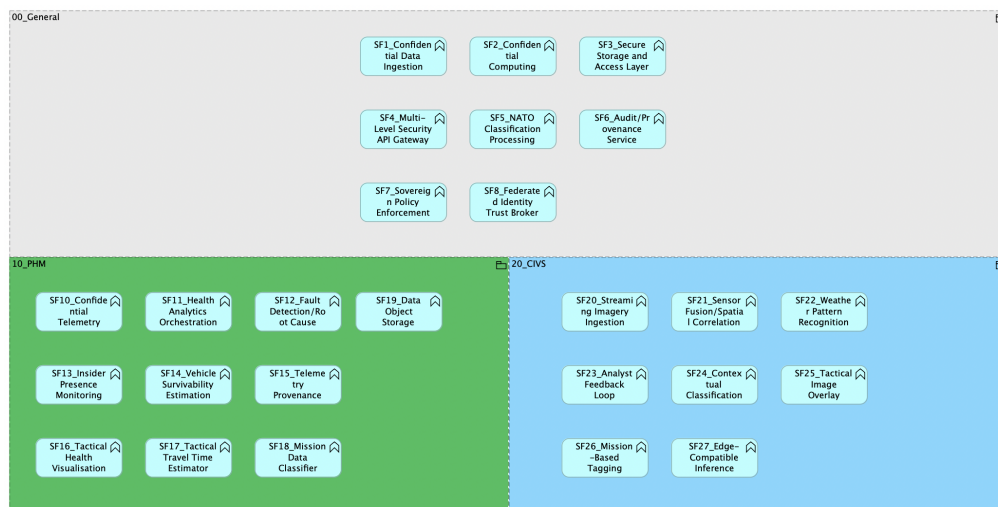 00_General
SF1_Confiden
tial Data
Ingestion
SF2_Confiden
tial
Computing
SF3_Secure
Storage and
Access Layer
SF4_Multi-
Level Security
API Gateway
SF5_NATO
Classification
Processing
SF6_Audit/Pr
ovenance
Service
SF7_Sovereig
n Policy
Enforcement
SF8_Federate
d Identity
Trust Broker
10_PHM
SF10_Confide
ntial
Telemetry
SF11_Health
Analytics
Orchestration
SF12_Fault
Detection/Ro
ot Cause
SF19_Data
Object
Storage
SF13_Insider
Presence
Monitoring
SF14_Vehicle
Survivability
Estimation
SF15_Teleme
try
Provenance
SF16_Tactical
Health
Visualisation
SF17_Tactical
Travel Time
Estimator
SF18_Mission
Data
Classifier
20_CIVS
SF20_Streami
ng Imagery
Ingestion
SF21_Sensor
Fusion/Spatia
l Correlation
SF22_Weathe
r Pattern
Recognition
SF23_Analyst
Feedback
Loop
SF24_Contex
tual
Classification
SF25_Tactical
Image
Overlay
SF26_Mission
-Based
Tagging
SF27_Edge-
Compatible
Inference